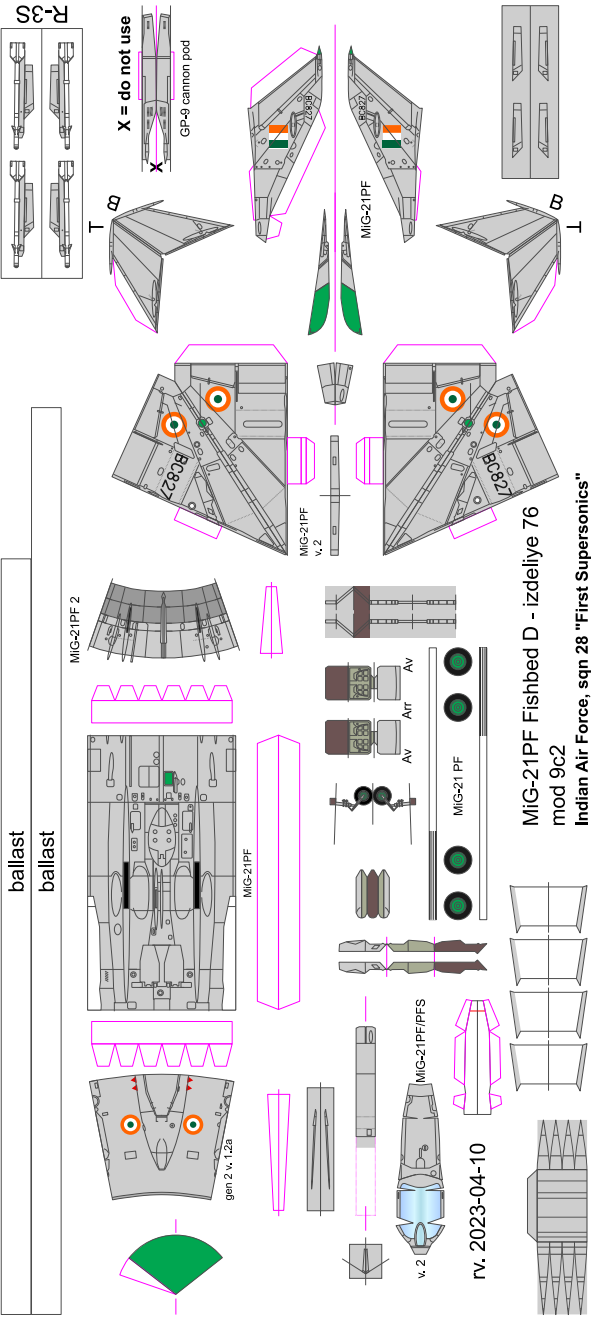 R-3S
X = do not use
GP-9 cannon pod
X
BC827
BC827
MiG-21PF
T
B
B
T
BC827
BC827
MiG-21PF
v. 2
MiG-21PF 2
ballast
ballast
MiG-21PF
Av
Arr
Av
MiG-21 PF
MiG-21PF Fishbed D - izdeliye 76
mod 9c2
Indian Air Force, sqn 28 "First Supersonics"
MiG-21PF/PFS
gen 2 v. 1.2a
v. 2
rv. 2023-04-10